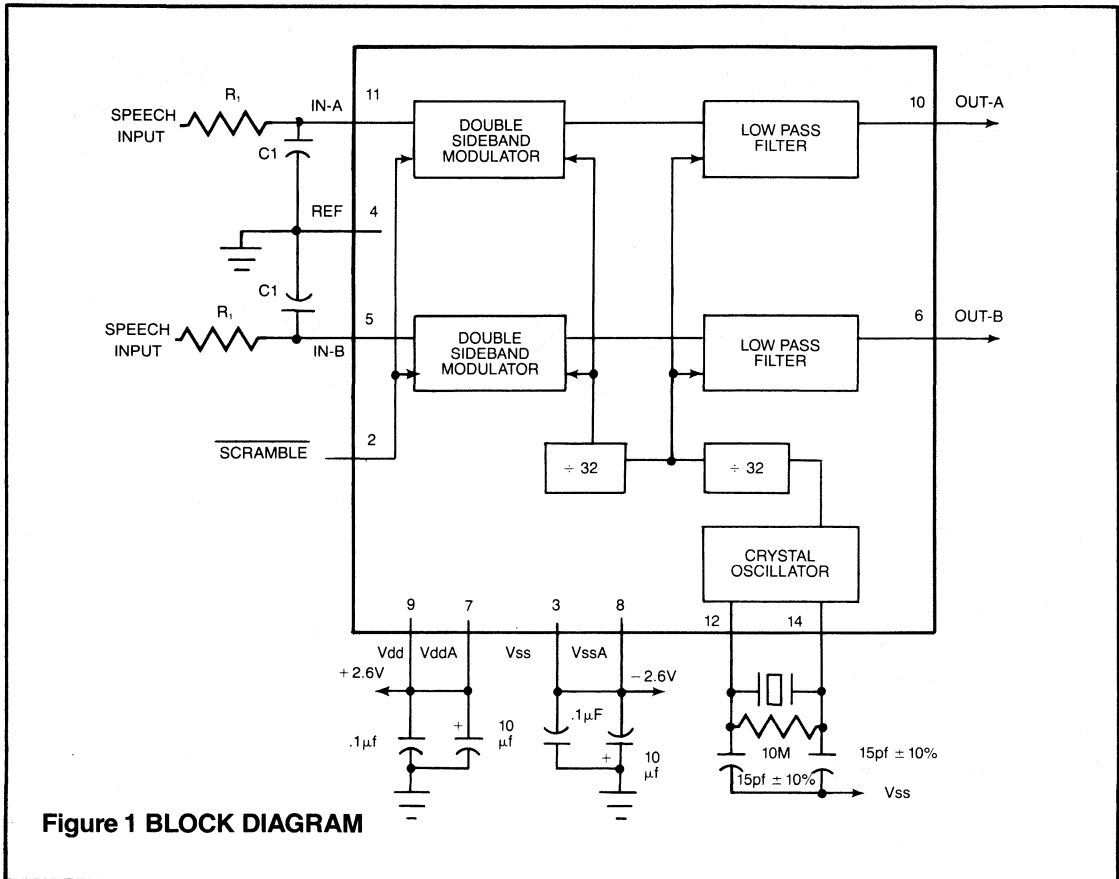 R₁
IN-A
11
10
OUT-A
SPEECH
INPUT
C1
DOUBLE
SIDEBAND
MODULATOR
LOW PASS
FILTER
REF
4
C1
R₁
SPEECH
INPUT
5
IN-B
6
OUT-B
DOUBLE
SIDEBAND
MODULATOR
LOW PASS
FILTER
SCRAMBLE
2
÷ 32
÷ 32
CRYSTAL
OSCILLATOR
9
7
3
8
12
14
Vdd
VddA
Vss
VssA
+2.6V
−2.6V
.1μf
+
10
μf
.1μF
+
10
μf
10M
15pf ± 10%
15pf ± 10%
Vss
Figure 1 BLOCK DIAGRAM